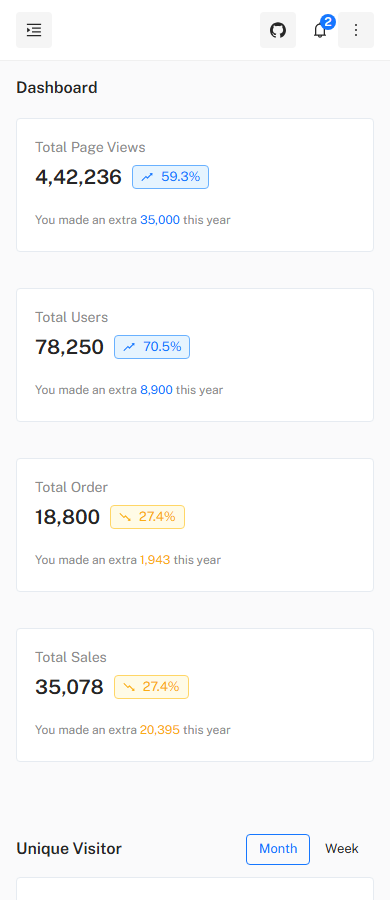 2
Dashboard
Total Page Views
4,42,236 59.3%
You made an extra 35,000 this year
Total Users
78,250 70.5%
You made an extra 8,900 this year
Total Order
18,800 27.4%
You made an extra 1,943 this year
Total Sales
35,078 27.4%
You made an extra 20,395 this year
Unique Visitor Month Week